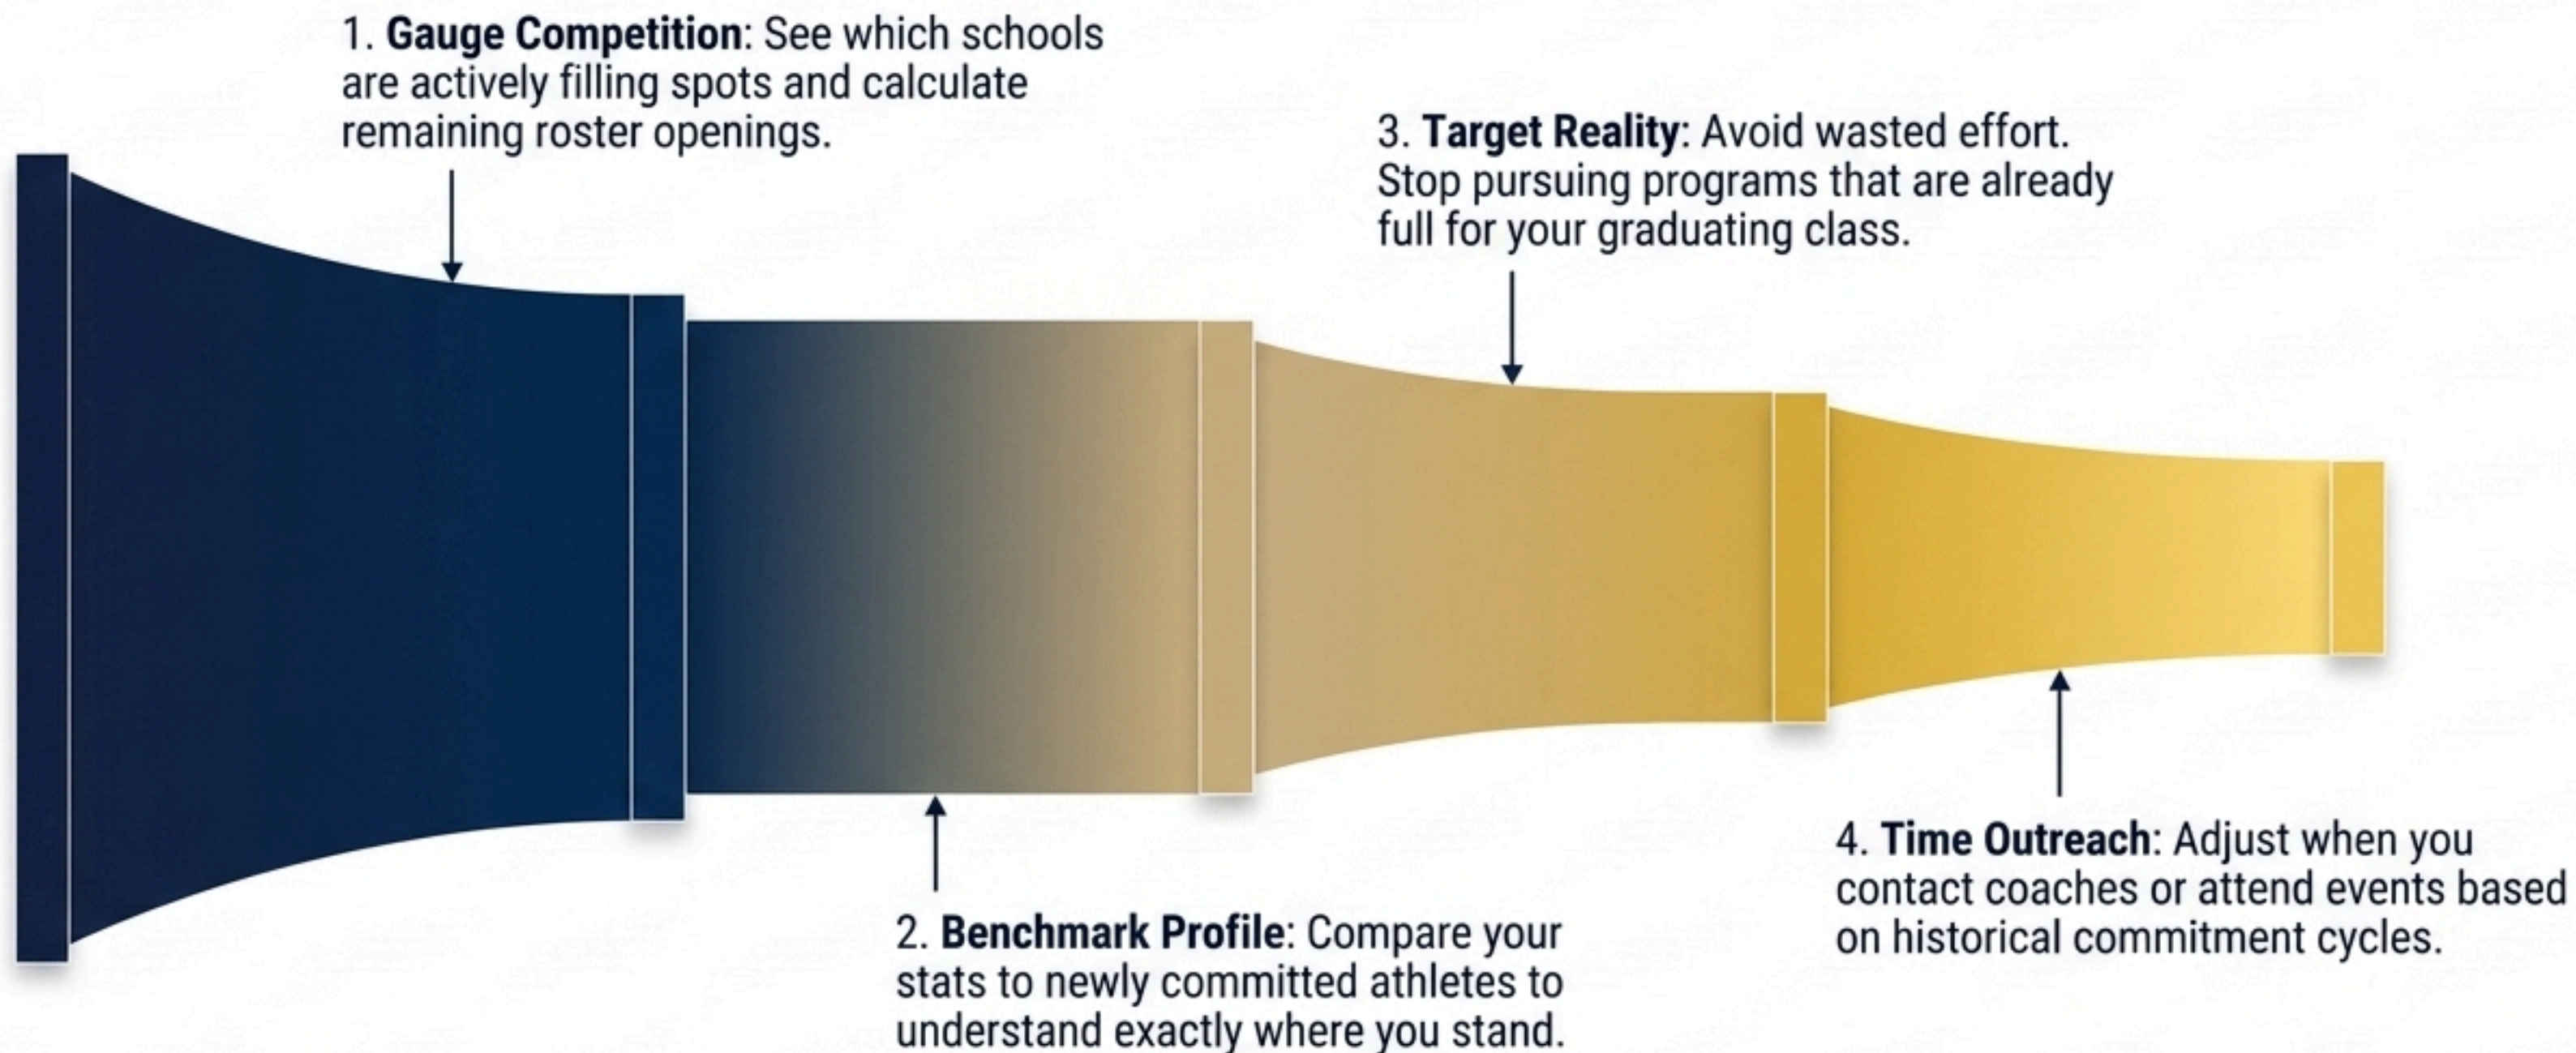 1. Gauge Competition: See which schools
are actively filling spots and calculate
remaining roster openings.
2. Benchmark Profile: Compare your
stats to newly committed athletes to
understand exactly where you stand.
3. Target Reality: Avoid wasted effort.
Stop pursuing programs that are already
full for your graduating class.
4. Time Outreach: Adjust when you
contact coaches or attend events based
on historical commitment cycles.